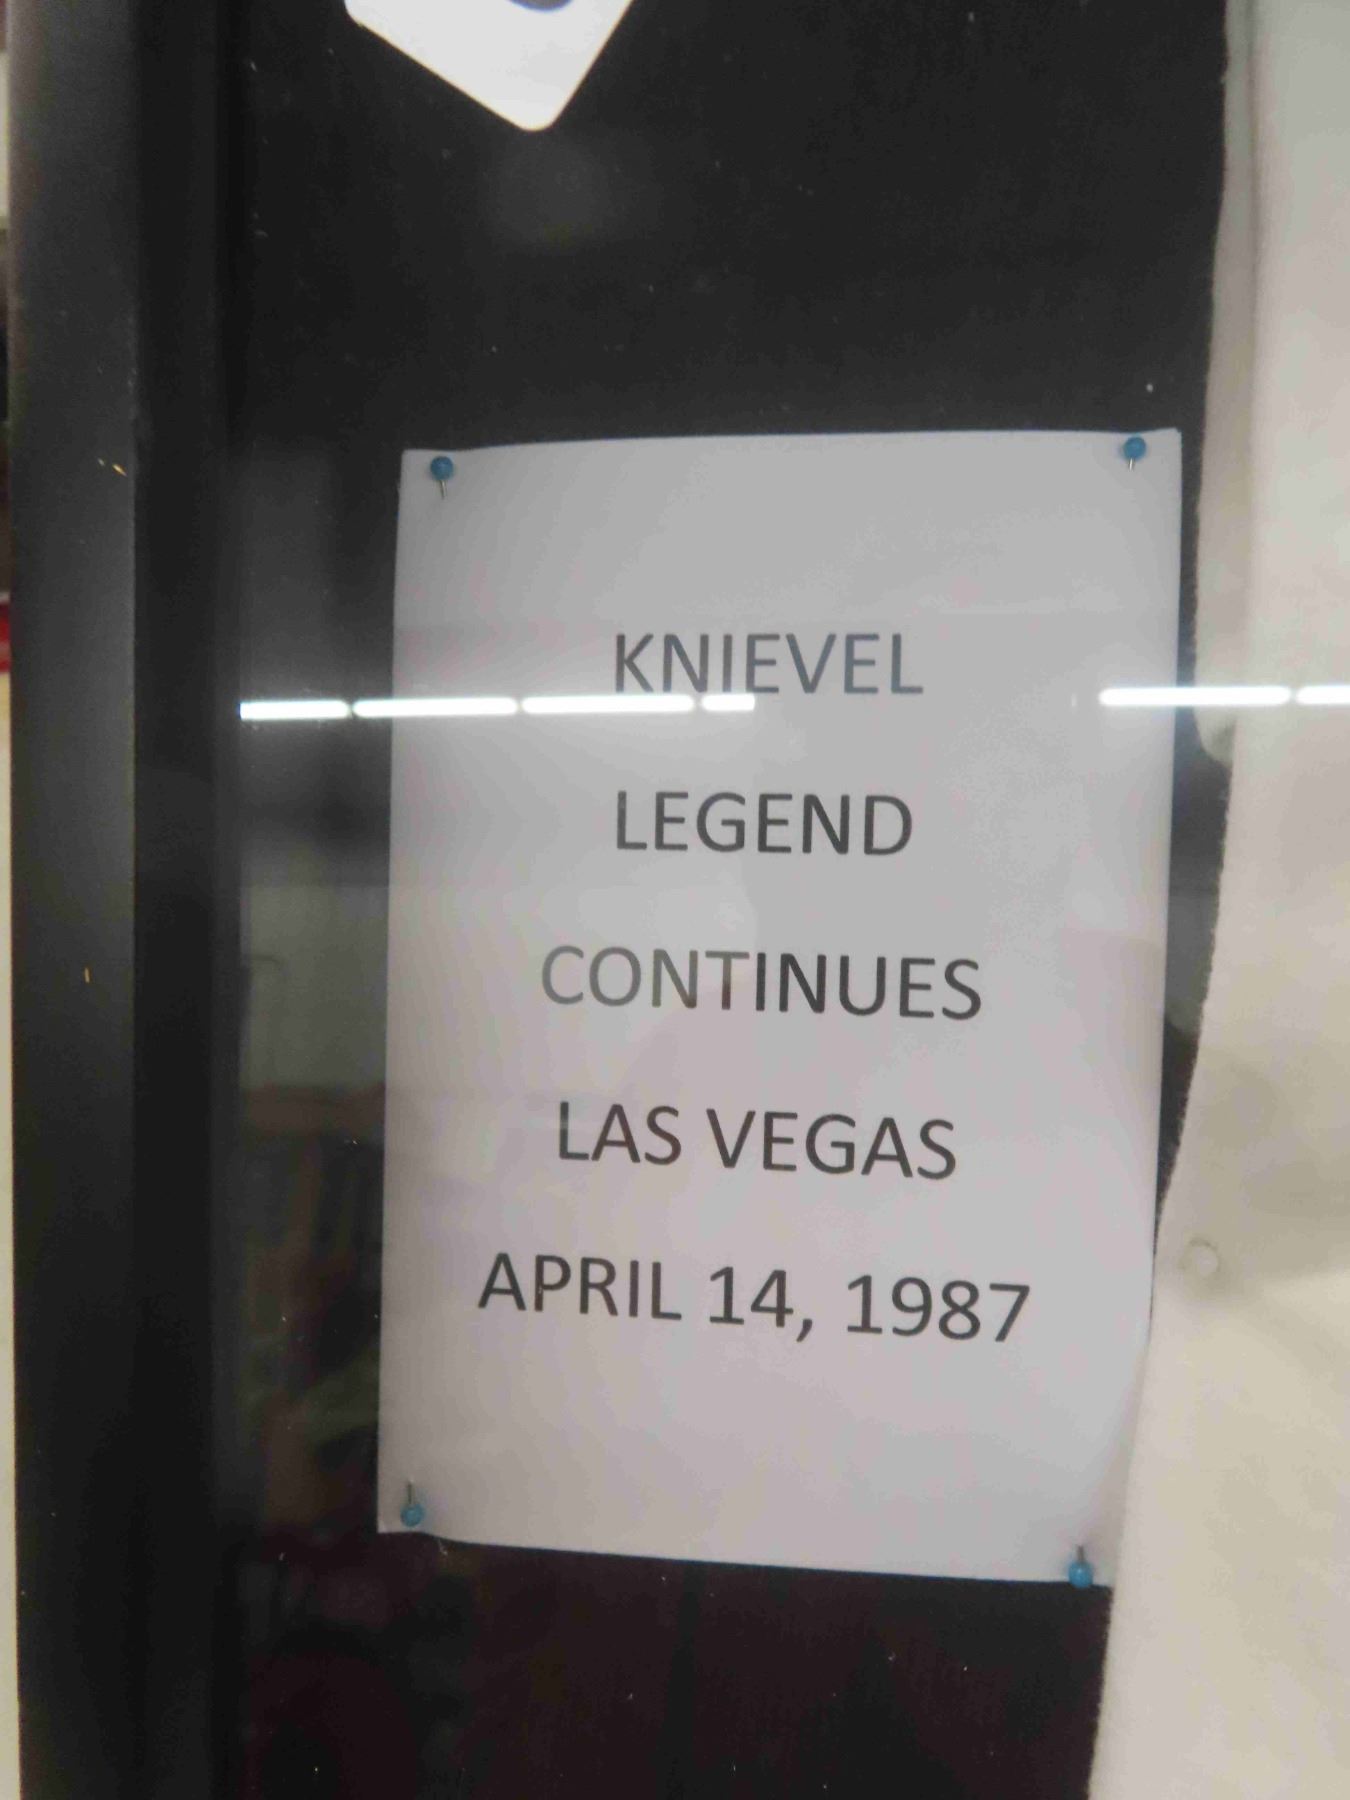 KNIEVEL
LEGEND
CONTINUES
LAS VEGAS
APRIL 14, 1987